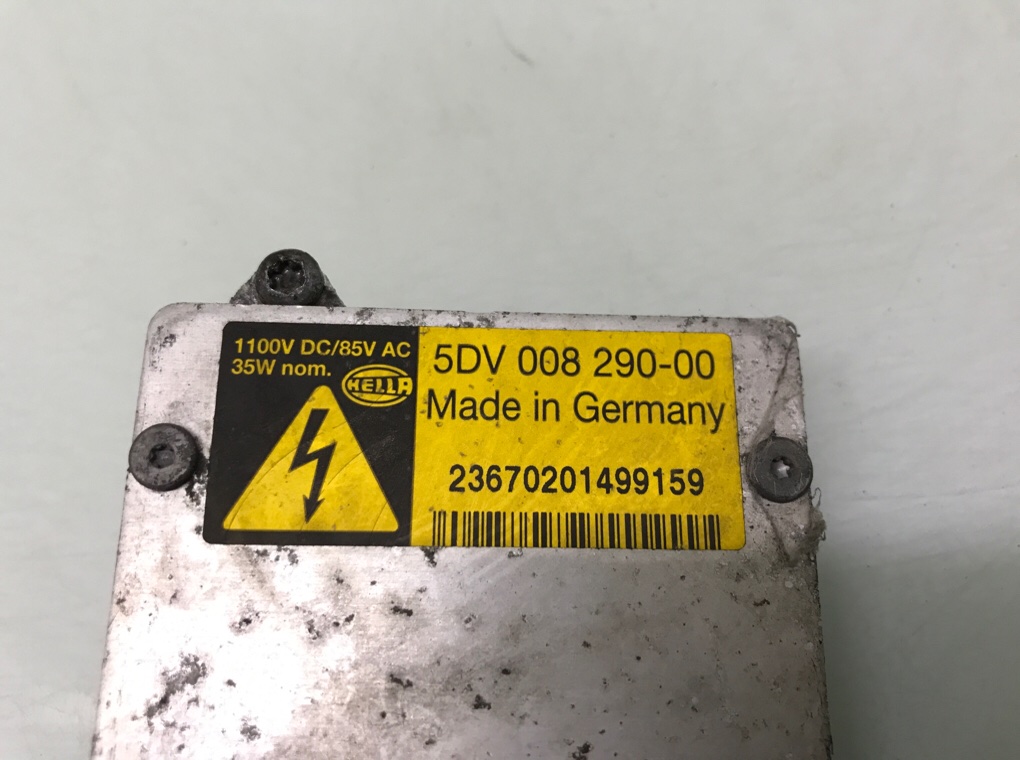 1100V DC/85V AC
35W nom.
HELLA
5DV 008 290-00
Made in Germany
23670201499159